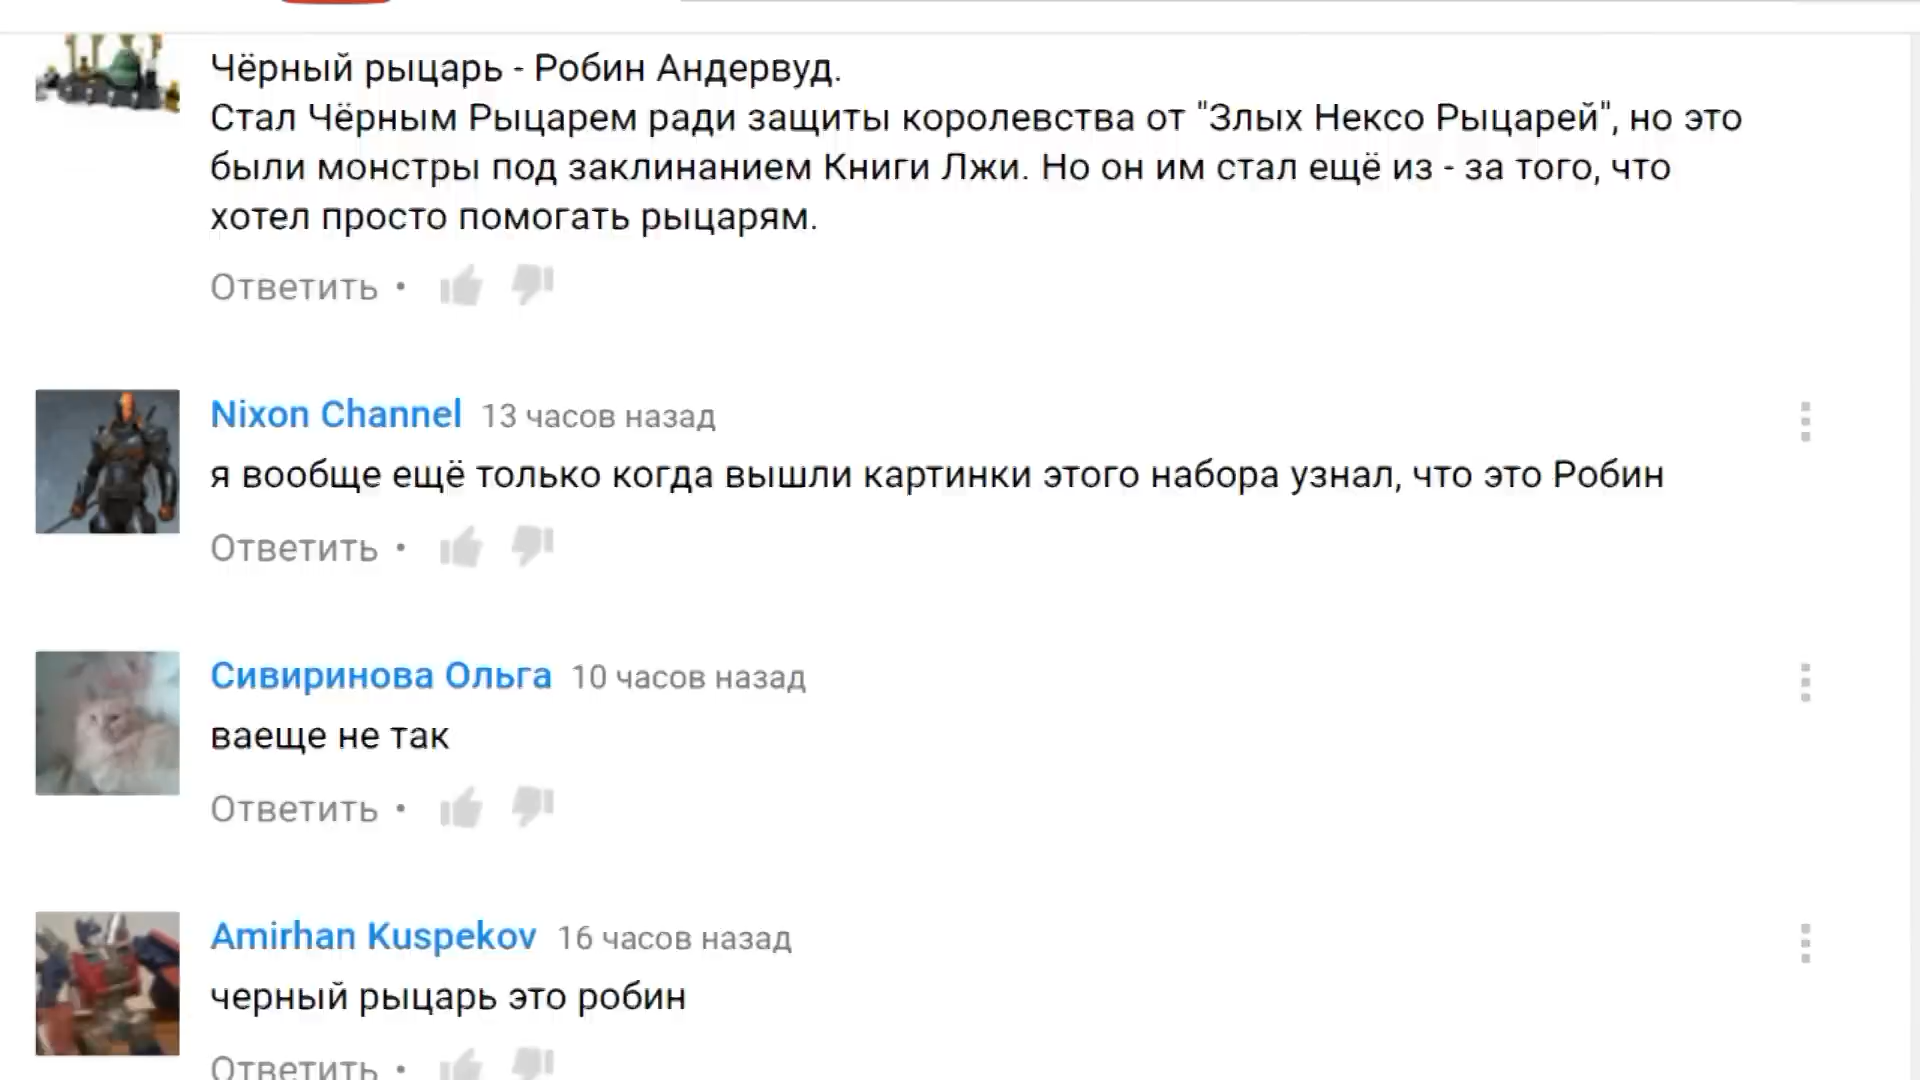 Чёрный рыцарь - Робин Андервуд.
Стал Чёрным Рыцарем ради защиты королевства от "Злых Нексо Рыцарей", но это
были монстры под заклинанием Книги Лжи. Но он им стал ещё из - за того, что
хотел просто помогать рыцарям.
Ответить •
Nixon Channel 13 часов назад
я вообще ещё только когда вышли картинки этого набора узнал, что это Робин
Ответить •
Сивиринова Ольга 10 часов назад
ваеще не так
Ответить •
Amirhan Kuspekov 16 часов назад
черный рыцарь это робин
Ответить •